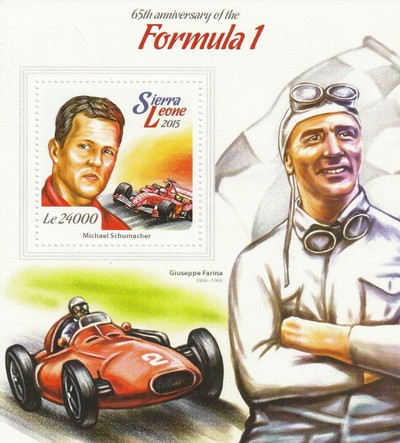 65th anniversary of the
Formula 1
Sierra
Leone
2015
Le 24000
Michael Schumacher
Giuseppe Farina
1906-1966
2